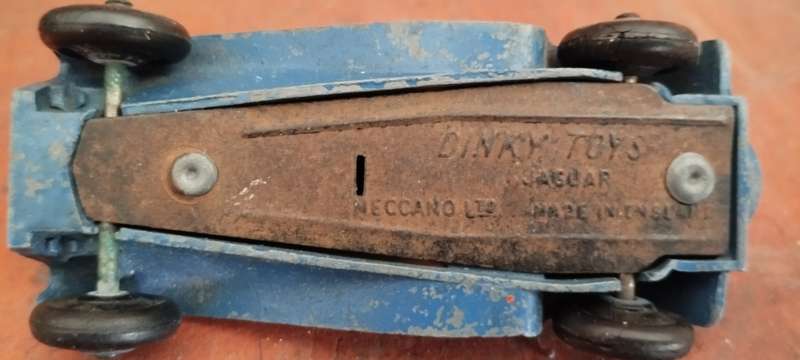 DINKY TOYS
JAGUAR
MECCANO LTD MADE IN ENGLAND